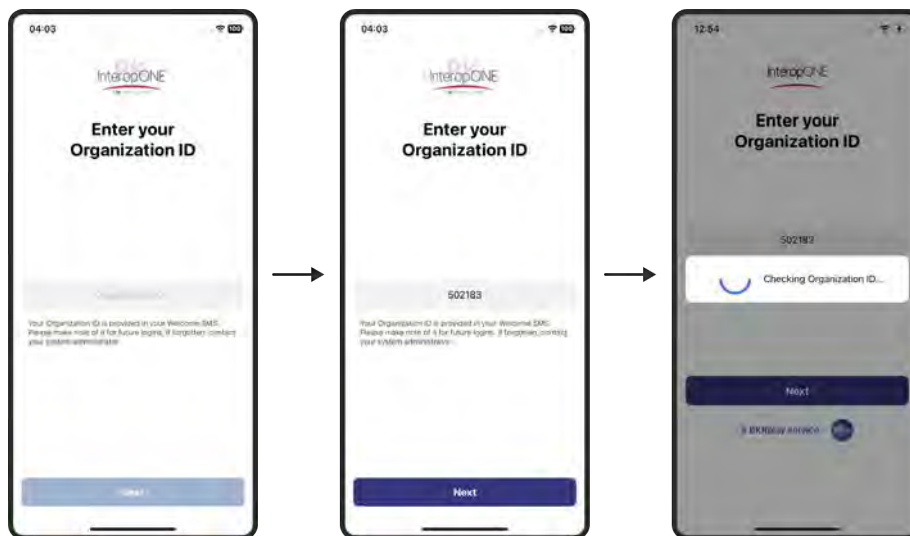 04:03
100
InteropONE
Enter your
Organization ID
Your Organization ID is provided in your Welcome SMS.
Please make note of it for future logins. If forgotten, contact
your system administrator.
Next
04:03
100
InteropONE
Enter your
Organization ID
502183
Your Organization ID is provided in your Welcome SMS.
Please make note of it for future logins. If forgotten, contact
your system administrator.
Next
12:54
InteropONE
Enter your
Organization ID
502183
Checking Organization ID...
Next